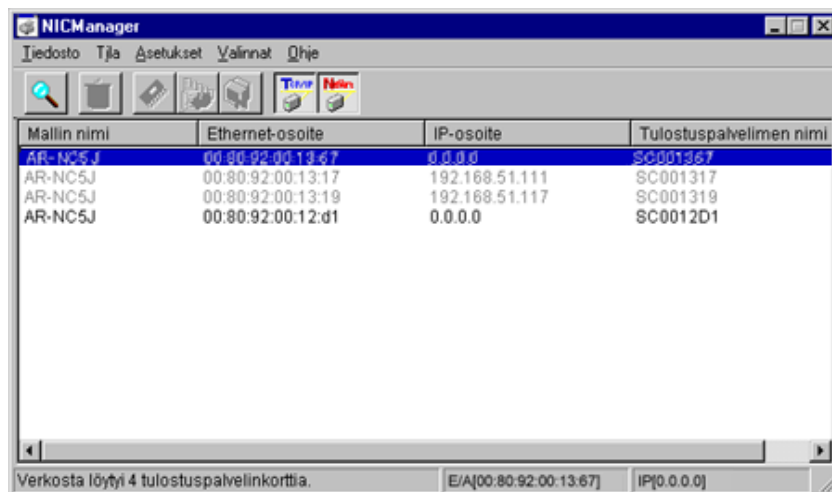 NICManager
Tiedosto Tila Asetukset Valinnat Ohje
Mallin nimi Ethernet-osoite IP-osoite Tulostuspalvelimen nimi
AR-NC5J 00:80:92:00:13:67 0.0.0.0 SC001367
AR-NC5J 00:80:92:00:13:17 192.168.51.111 SC001317
AR-NC5J 00:80:92:00:13:19 192.168.51.117 SC001319
AR-NC5J 00:80:92:00:12:d1 0.0.0.0 SC0012D1
Verkosta löytyi 4 tulostuspalvelinkorttia. E/A[00:80:92:00:13:67] IP[0.0.0.0]